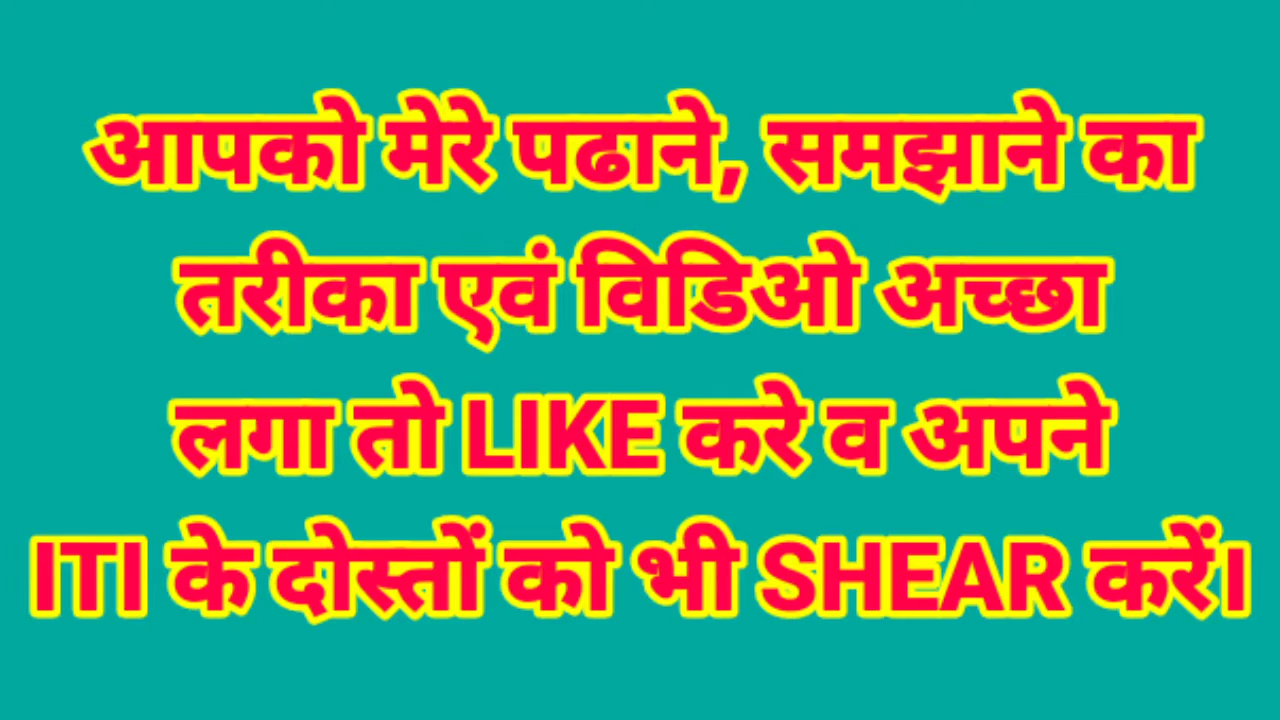 आपको मेरे पढाने, समझाने का
तरीका एवं विडिओ अच्छा
लगा तो LIKE करे व अपने
ITI के दोस्तों को भी SHEAR करें।